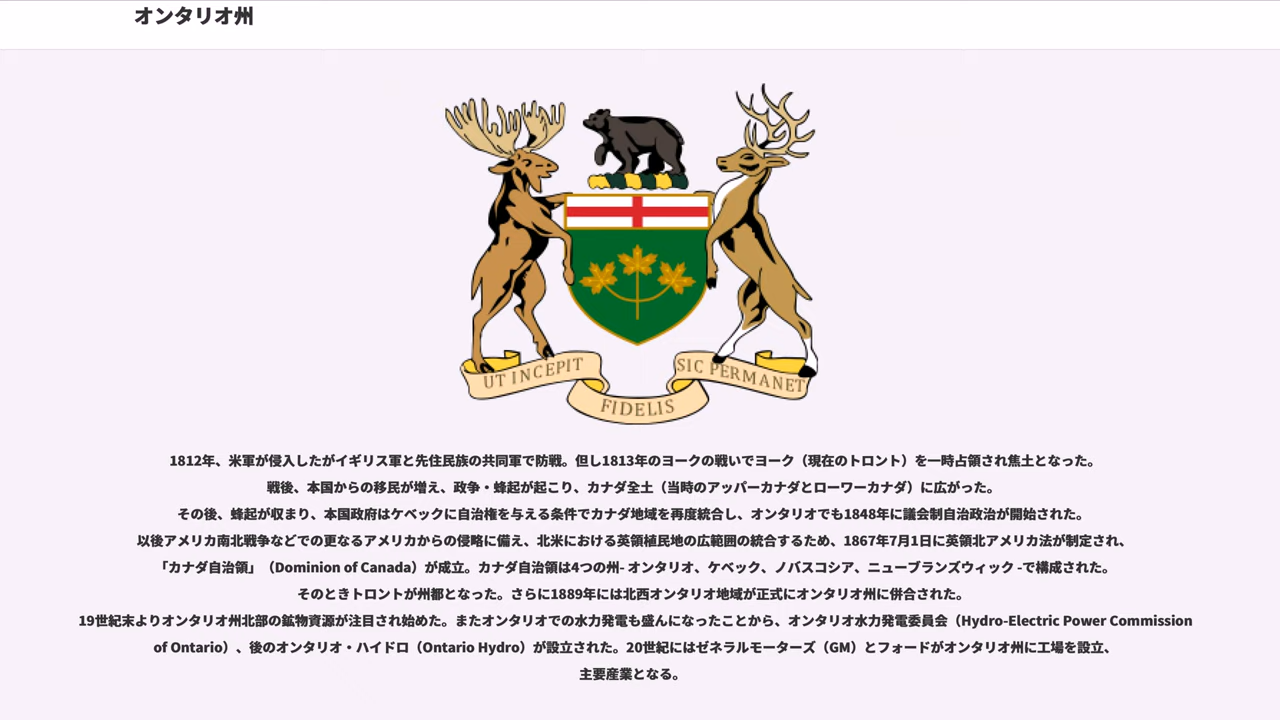 オンタリオ州
UT INCEPIT
SIC PERMANET
FIDELIS
1812年、米軍が侵入したがイギリス軍と先住民族の共同軍で防戦。但し1813年のヨークの戦いでヨーク（現在のトロント）を一時占領され焦土となった。
戦後、本国からの移民が増え、政争・蜂起が起こり、カナダ全土（当時のアッパーカナダとローワーカナダ）に広がった。
その後、蜂起が収まり、本国政府はケベックに自治権を与える条件でカナダ地域を再度統合し、オンタリオでも1848年に議会制自治政治が開始された。
以後アメリカ南北戦争などでの更なるアメリカからの侵略に備え、北米における英領植民地の広範囲の統合するため、1867年7月1日に英領北アメリカ法が制定され、
「カナダ自治領」（Dominion of Canada）が成立。カナダ自治領は4つの州- オンタリオ、ケベック、ノバスコシア、ニューブランズウィック -で構成された。
そのときトロントが州都となった。さらに1889年には北西オンタリオ地域が正式にオンタリオ州に併合された。
19世紀末よりオンタリオ州北部の鉱物資源が注目され始めた。またオンタリオでの水力発電も盛んになったことから、オンタリオ水力発電委員会（Hydro-Electric Power Commission
of Ontario）、後のオンタリオ・ハイドロ（Ontario Hydro）が設立された。20世紀にはゼネラルモーターズ（GM）とフォードがオンタリオ州に工場を設立、
主要産業となる。